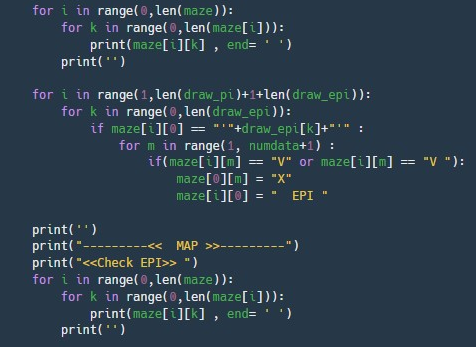 for i in range(0,len(maze)):
    for k in range(0,len(maze[i])):
        print(maze[i][k] , end= ' ')
    print('')

for i in range(1,len(draw_pi)+1+len(draw_epi)):
    for k in range(0,len(draw_epi)):
        if maze[i][0] == "'"+draw_epi[k]+"'" :
            for m in range(1, numdata+1) :
                if(maze[i][m] == "V" or maze[i][m] == "V "):
                    maze[0][m] = "X"
                    maze[i][0] = "  EPI "

print('')
print("---------<<  MAP >>---------")
print("<<Check EPI>> ")
for i in range(0,len(maze)):
    for k in range(0,len(maze[i])):
        print(maze[i][k] , end= ' ')
    print('')